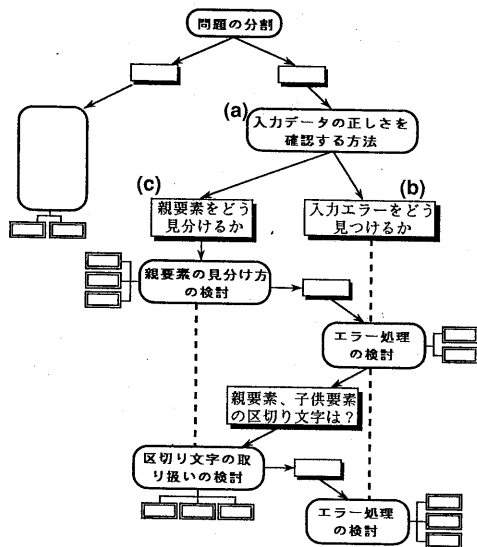 問題の分割
(a)
入力データの正しさを
確認する方法
(c)
(b)
親要素をどう
見分けるか
入力エラーをどう
見つけるか
親要素の見分け方
の検討
エラー処理
の検討
親要素、子供要素
の区切り文字は?
区切り文字の取
り扱いの検討
エラー処理
の検討